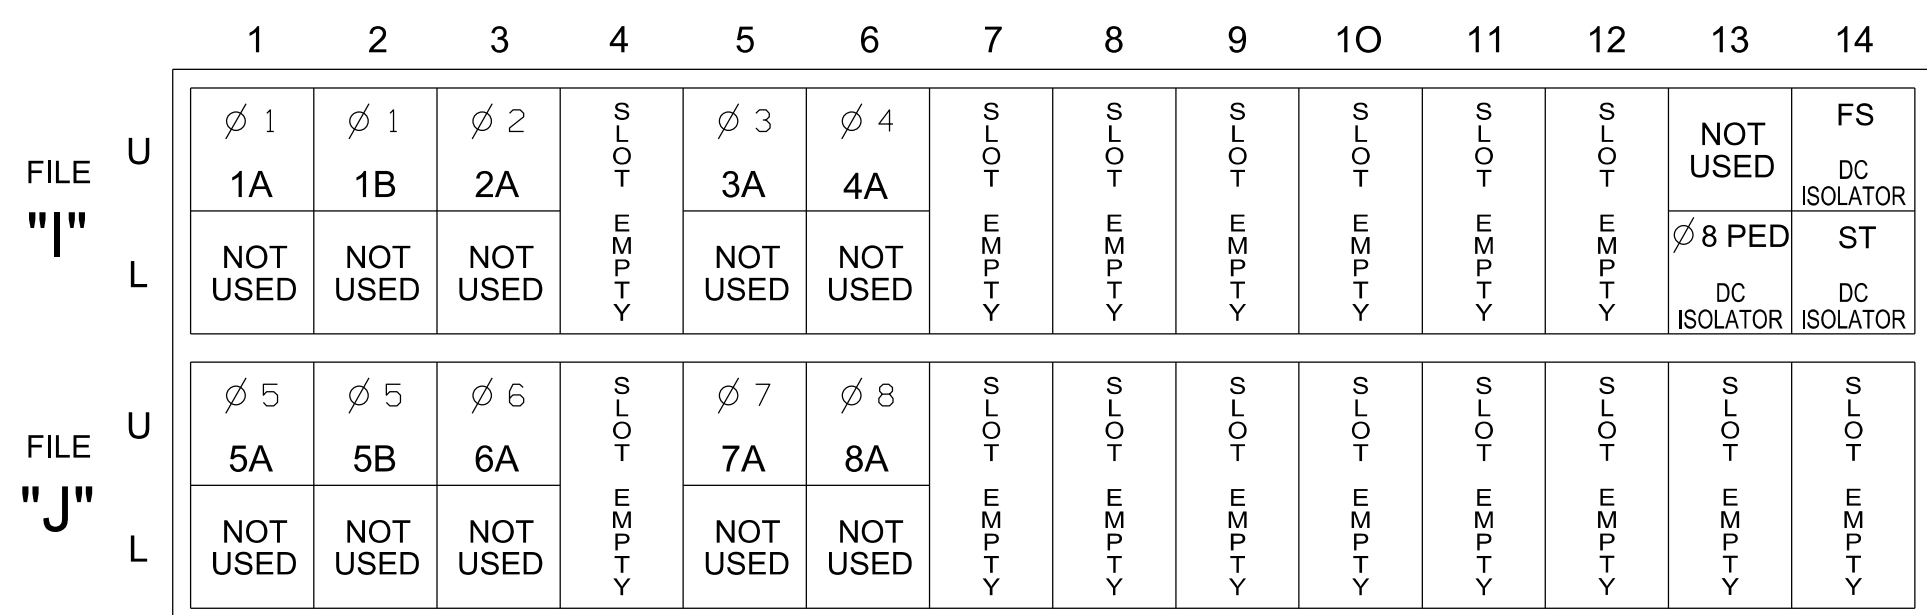 1 2 3 4 5 6 7 8 9 10 11 12 13 14
FILE "I"
U
Ø 1 1A
Ø 1 1B
Ø 2 2A
SLOT EMPTY
Ø 3 3A
Ø 4 4A
SLOT EMPTY
SLOT EMPTY
SLOT EMPTY
SLOT EMPTY
SLOT EMPTY
SLOT EMPTY
NOT USED
FS DC ISOLATOR
L
NOT USED
NOT USED
NOT USED
NOT USED
NOT USED
Ø 8 PED DC ISOLATOR
ST DC ISOLATOR
FILE "J"
U
Ø 5 5A
Ø 5 5B
Ø 6 6A
SLOT EMPTY
Ø 7 7A
Ø 8 8A
SLOT EMPTY
SLOT EMPTY
SLOT EMPTY
SLOT EMPTY
SLOT EMPTY
SLOT EMPTY
SLOT EMPTY
SLOT EMPTY
L
NOT USED
NOT USED
NOT USED
NOT USED
NOT USED